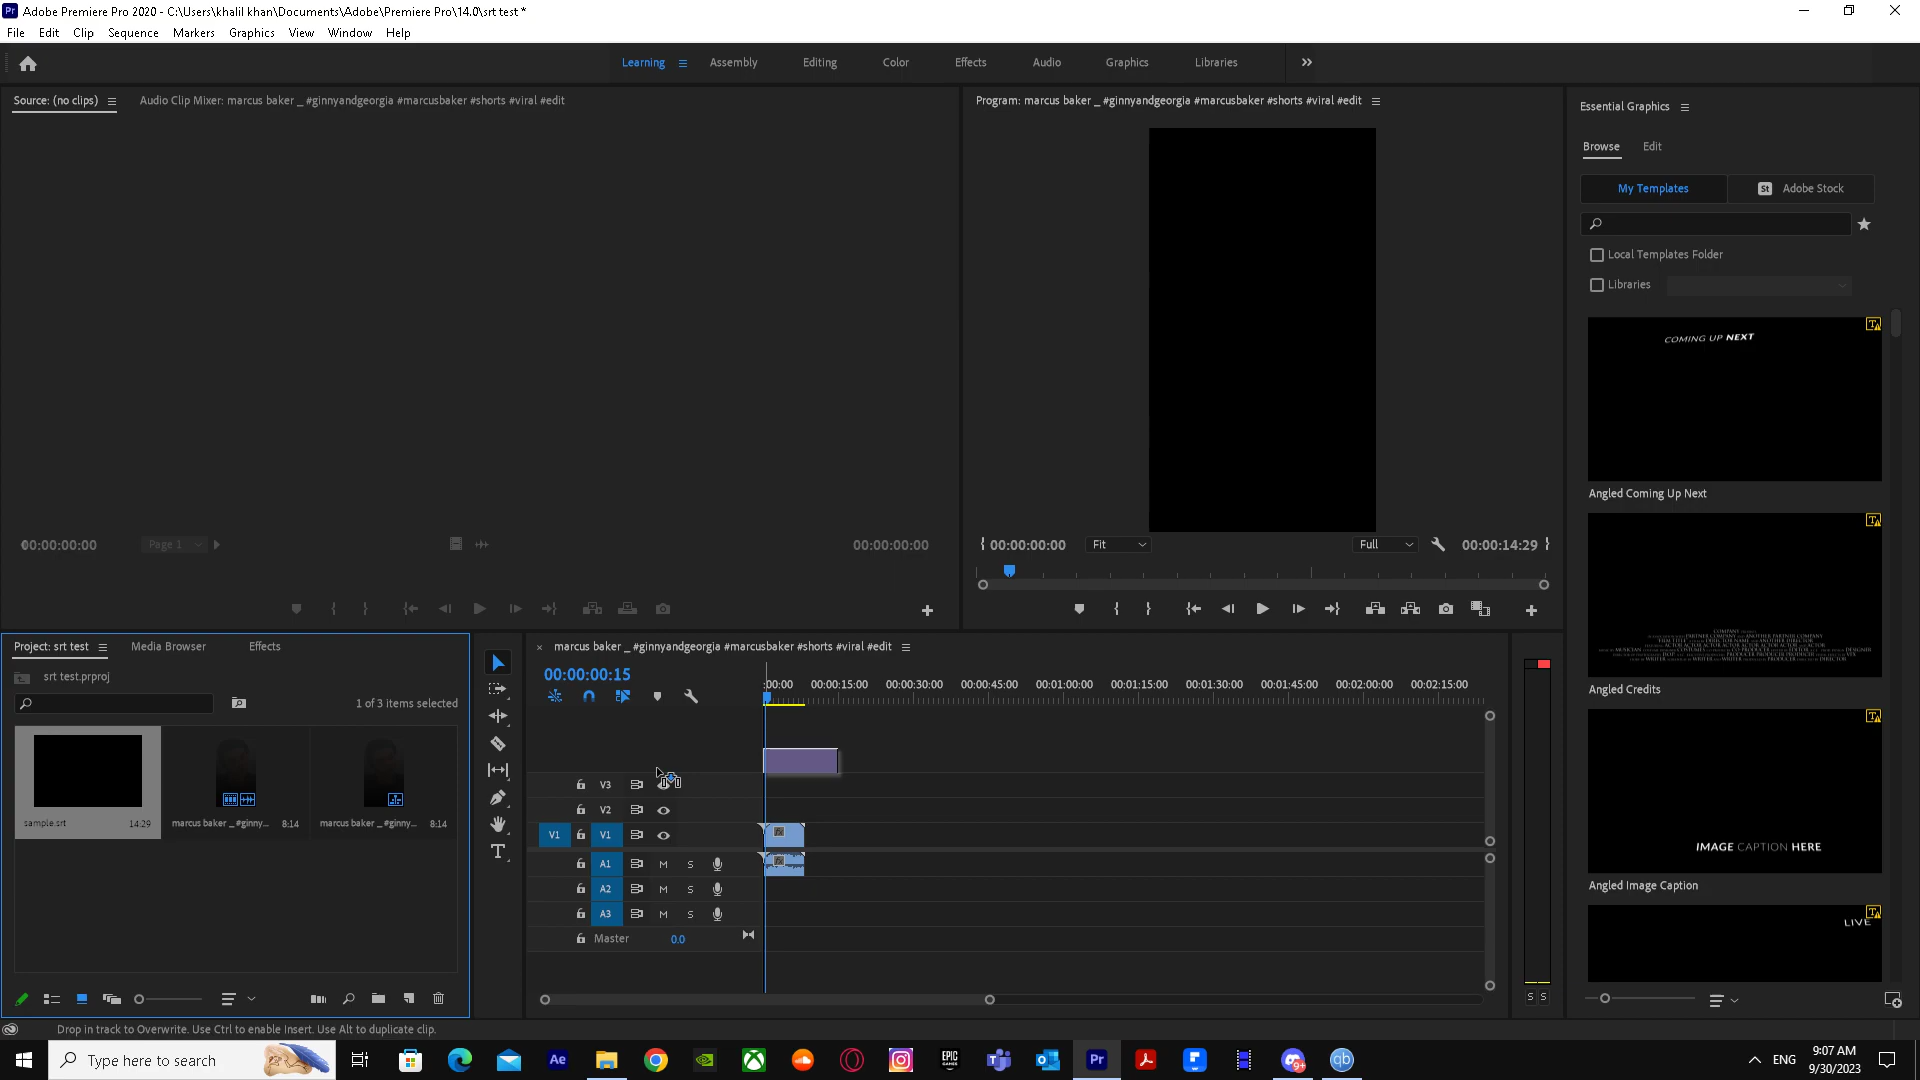 Adobe Premiere Pro 2020 - C:\Users\khalil khan\Documents\Adobe\Premiere Pro\14.0\srt test *
File Edit Clip Sequence Markers Graphics View Window Help
Learning Assembly Editing Color Effects Audio Graphics Libraries
Source: (no clips) Audio Clip Mixer: marcus baker _ #ginnyandgeorgia #marcusbaker #shorts #viral #edit
Program: marcus baker _ #ginnyandgeorgia #marcusbaker #shorts #viral #edit
Essential Graphics
Browse Edit
My Templates St Adobe Stock
Local Templates Folder
Libraries
COMING UP NEXT
Angled Coming Up Next
Angled Credits
IMAGE CAPTION HERE
Angled Image Caption
LIVE
00:00:00:00 Page 1 00:00:00:00
00:00:00:00 Fit Full 00:00:14:29
Project: srt test Media Browser Effects
srt test.prproj
1 of 3 items selected
sample.srt 14:29
marcus baker _ #ginny... 8:14
marcus baker _ #ginny... 8:14
marcus baker _ #ginnyandgeorgia #marcusbaker #shorts #viral #edit
00:00:00:15
:00:00 00:00:15:00 00:00:30:00 00:00:45:00 00:01:00:00 00:01:15:00 00:01:30:00 00:01:45:00 00:02:00:00 00:02:15:00
V3
V2
V1 V1 fx
A1 M S fx
A2 M S
A3 M S
Master 0.0
S S
Drop in track to Overwrite. Use Ctrl to enable Insert. Use Alt to duplicate clip.
Type here to search
Ae
EPIC GAMES
Pr
9+
qb
ENG
9:07 AM
9/30/2023